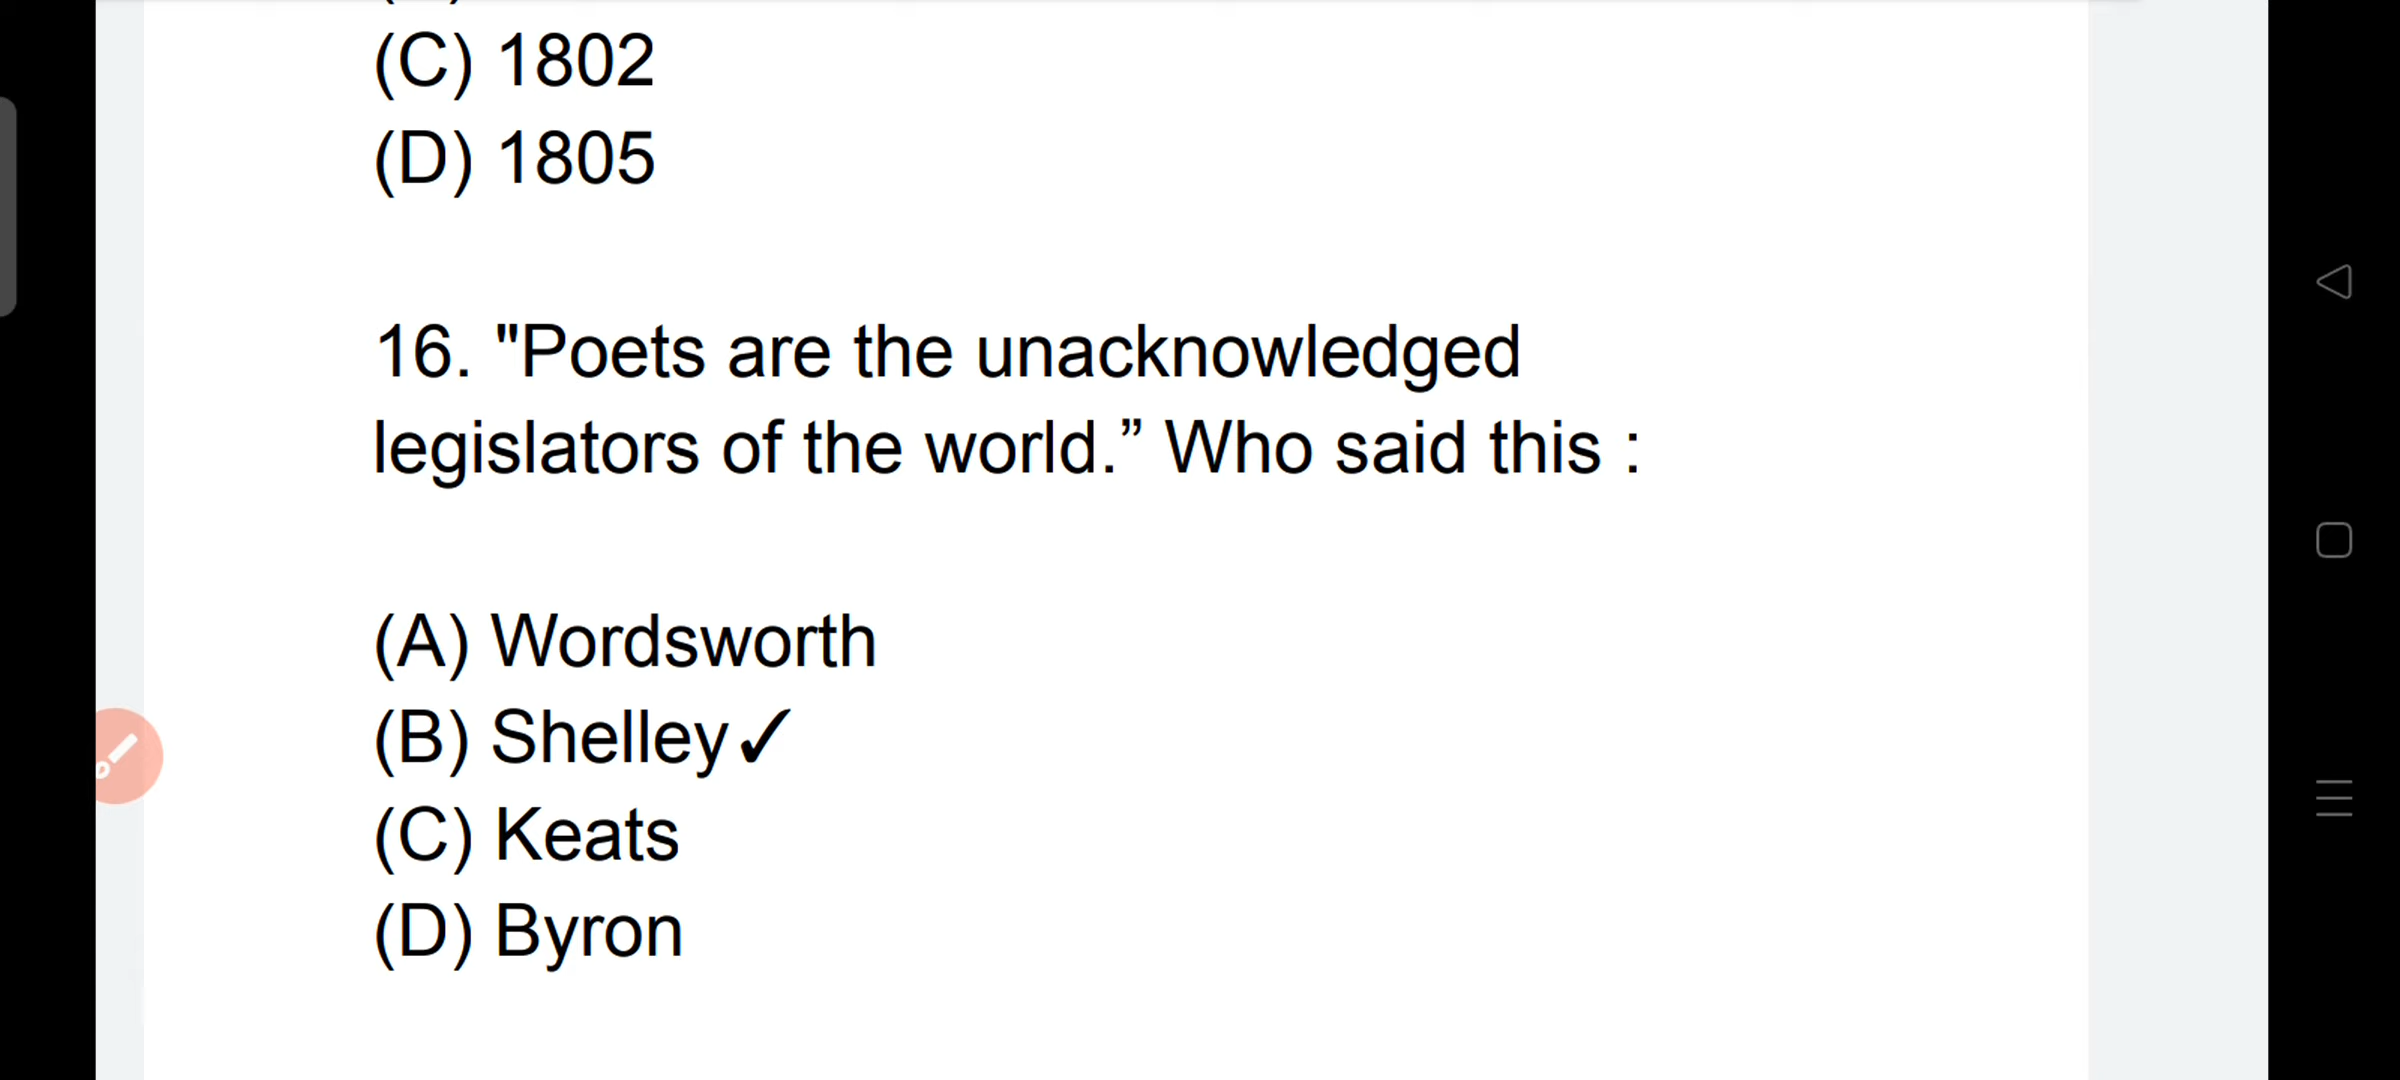 (C) 1802
(D) 1805
16. "Poets are the unacknowledged
legislators of the world.” Who said this :
(A) Wordsworth
(B) Shelley✓
(C) Keats
(D) Byron